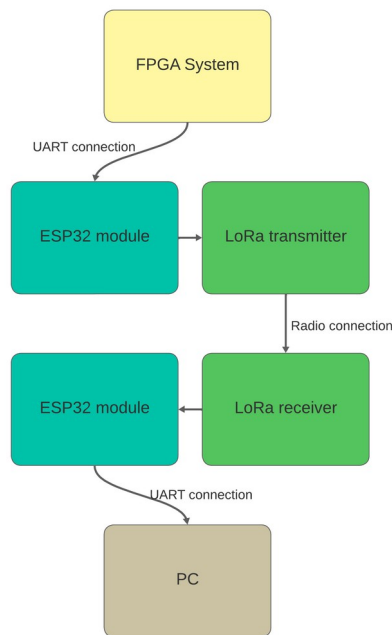 FPGA System
UART connection
ESP32 module
LoRa transmitter
Radio connection
ESP32 module
LoRa receiver
UART connection
PC